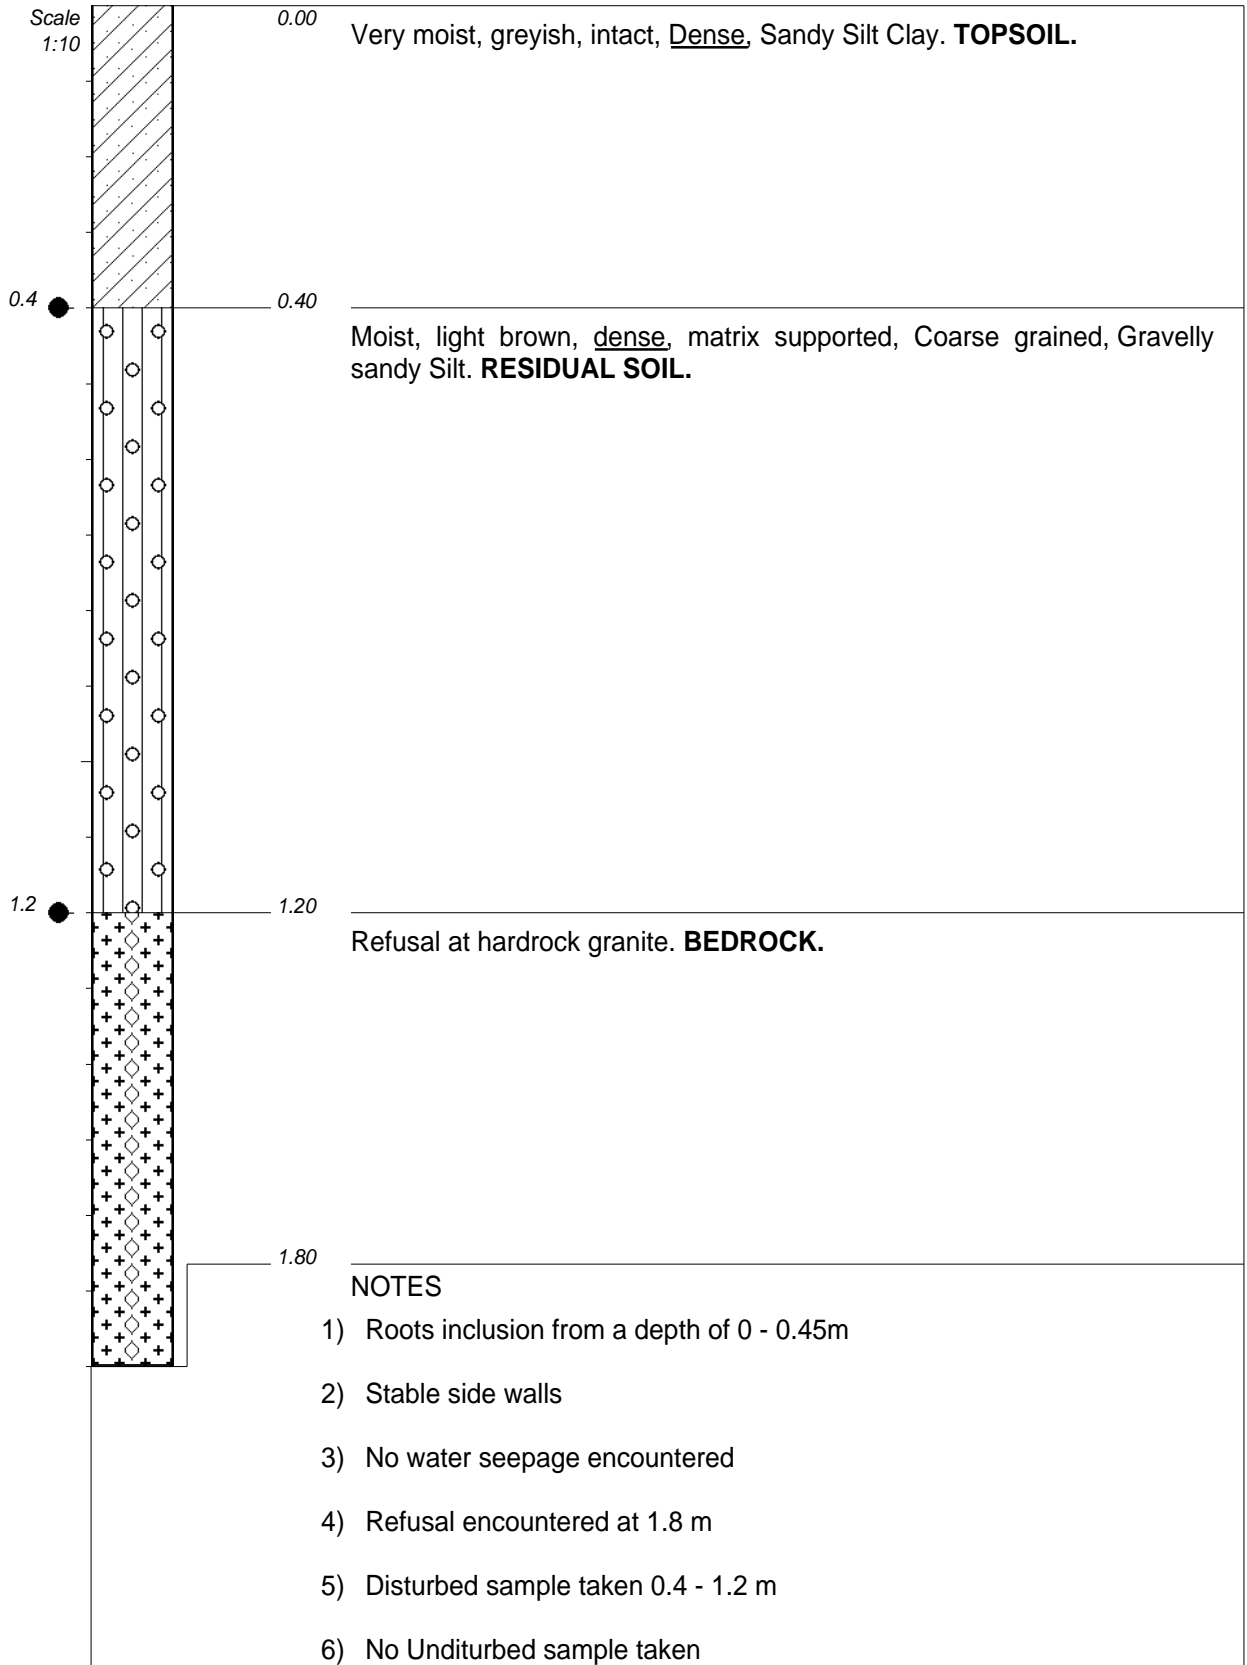 Scale
1:10
0.00
Very moist, greyish, intact, Dense, Sandy Silt Clay. TOPSOIL.
0.4
0.40
Moist, light brown, dense, matrix supported, Coarse grained, Gravelly
sandy Silt. RESIDUAL SOIL.
1.2
1.20
Refusal at hardrock granite. BEDROCK.
1.80
NOTES
1) Roots inclusion from a depth of 0 - 0.45m
2) Stable side walls
3) No water seepage encountered
4) Refusal encountered at 1.8 m
5) Disturbed sample taken 0.4 - 1.2 m
6) No Unditurbed sample taken